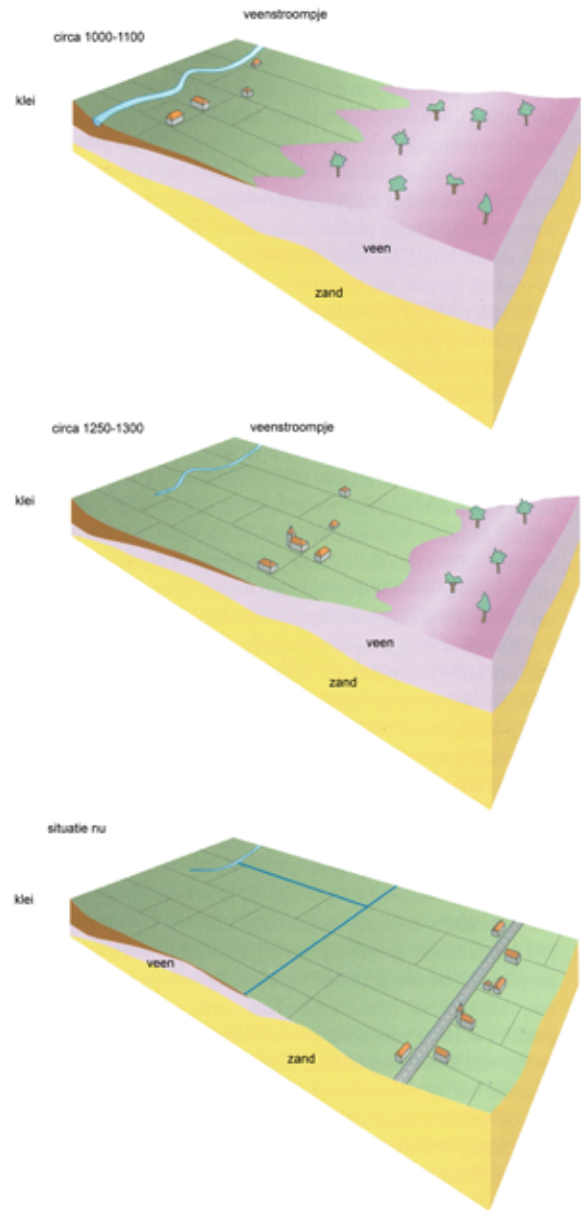 veenstroompje
circa 1000-1100
klei
veen
zand
circa 1250-1300
veenstroompje
klei
veen
zand
situatie nu
klei
veen
zand